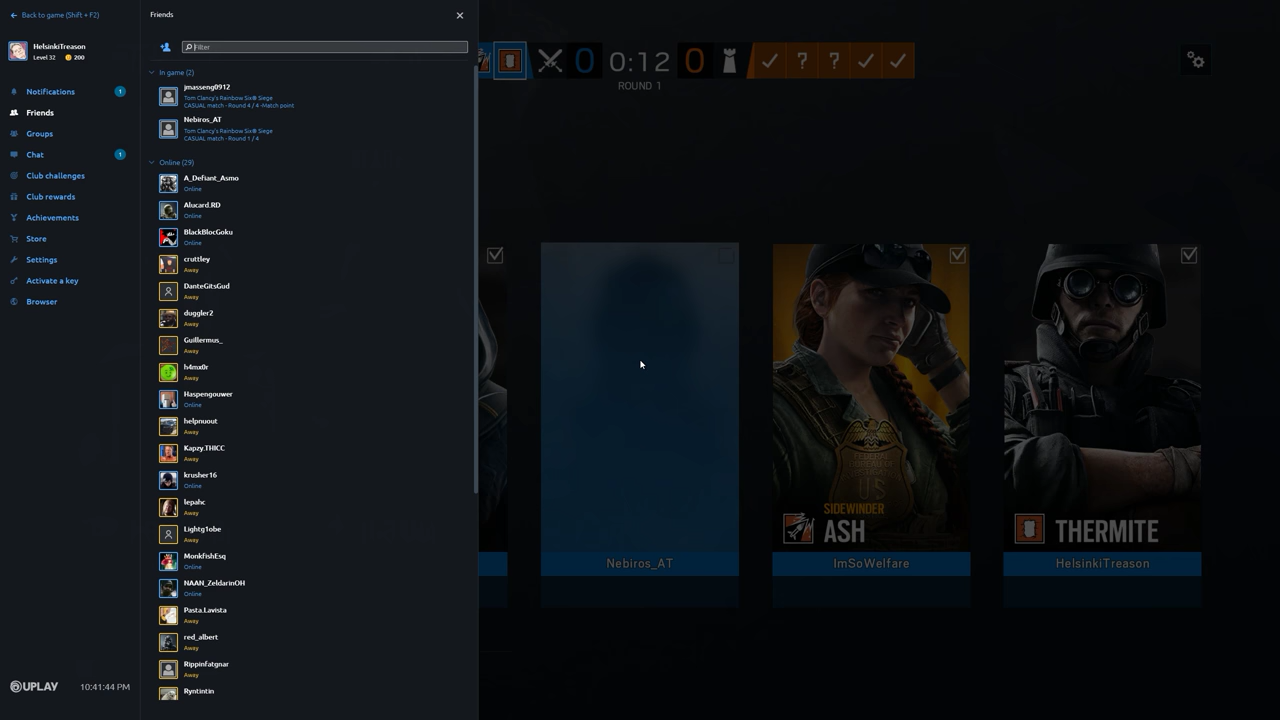 Back to game (Shift + F2)
HelsinkiTreason
Level 32 200
Notifications 1
Friends
Groups
Chat 1
Club challenges
Club rewards
Achievements
Store
Settings
Activate a key
Browser
UPLAY 10:41:44 PM
Friends
Filter
In game (2)
jmasseng0912
Tom Clancy's Rainbow Six® Siege
CASUAL match - Round 4 / 4 -Match point
Nebiros_AT
Tom Clancy's Rainbow Six® Siege
CASUAL match - Round 1 / 4
Online (29)
A_Defiant_Asmo
Online
Alucard.RD
Online
BlackBlocGoku
Online
cruttley
Away
DanteGitsGud
Away
duggler2
Away
Guillermus_
Away
h4mx0r
Away
Haspengouwer
Online
helpnuout
Away
Kapzy.THICC
Away
krusher16
Online
lepahc
Away
Lightg1obe
Away
MonkfishEsq
Online
NAAN_ZeldarinOH
Online
Pasta.Lavista
Away
red_albert
Away
Rippinfatgnar
Away
Ryntintin
0 0:12 0 ? ?
ROUND 1
US
SIDEWINDER
ASH
THERMITE
Nebiros_AT
ImSoWelfare
HelsinkiTreason